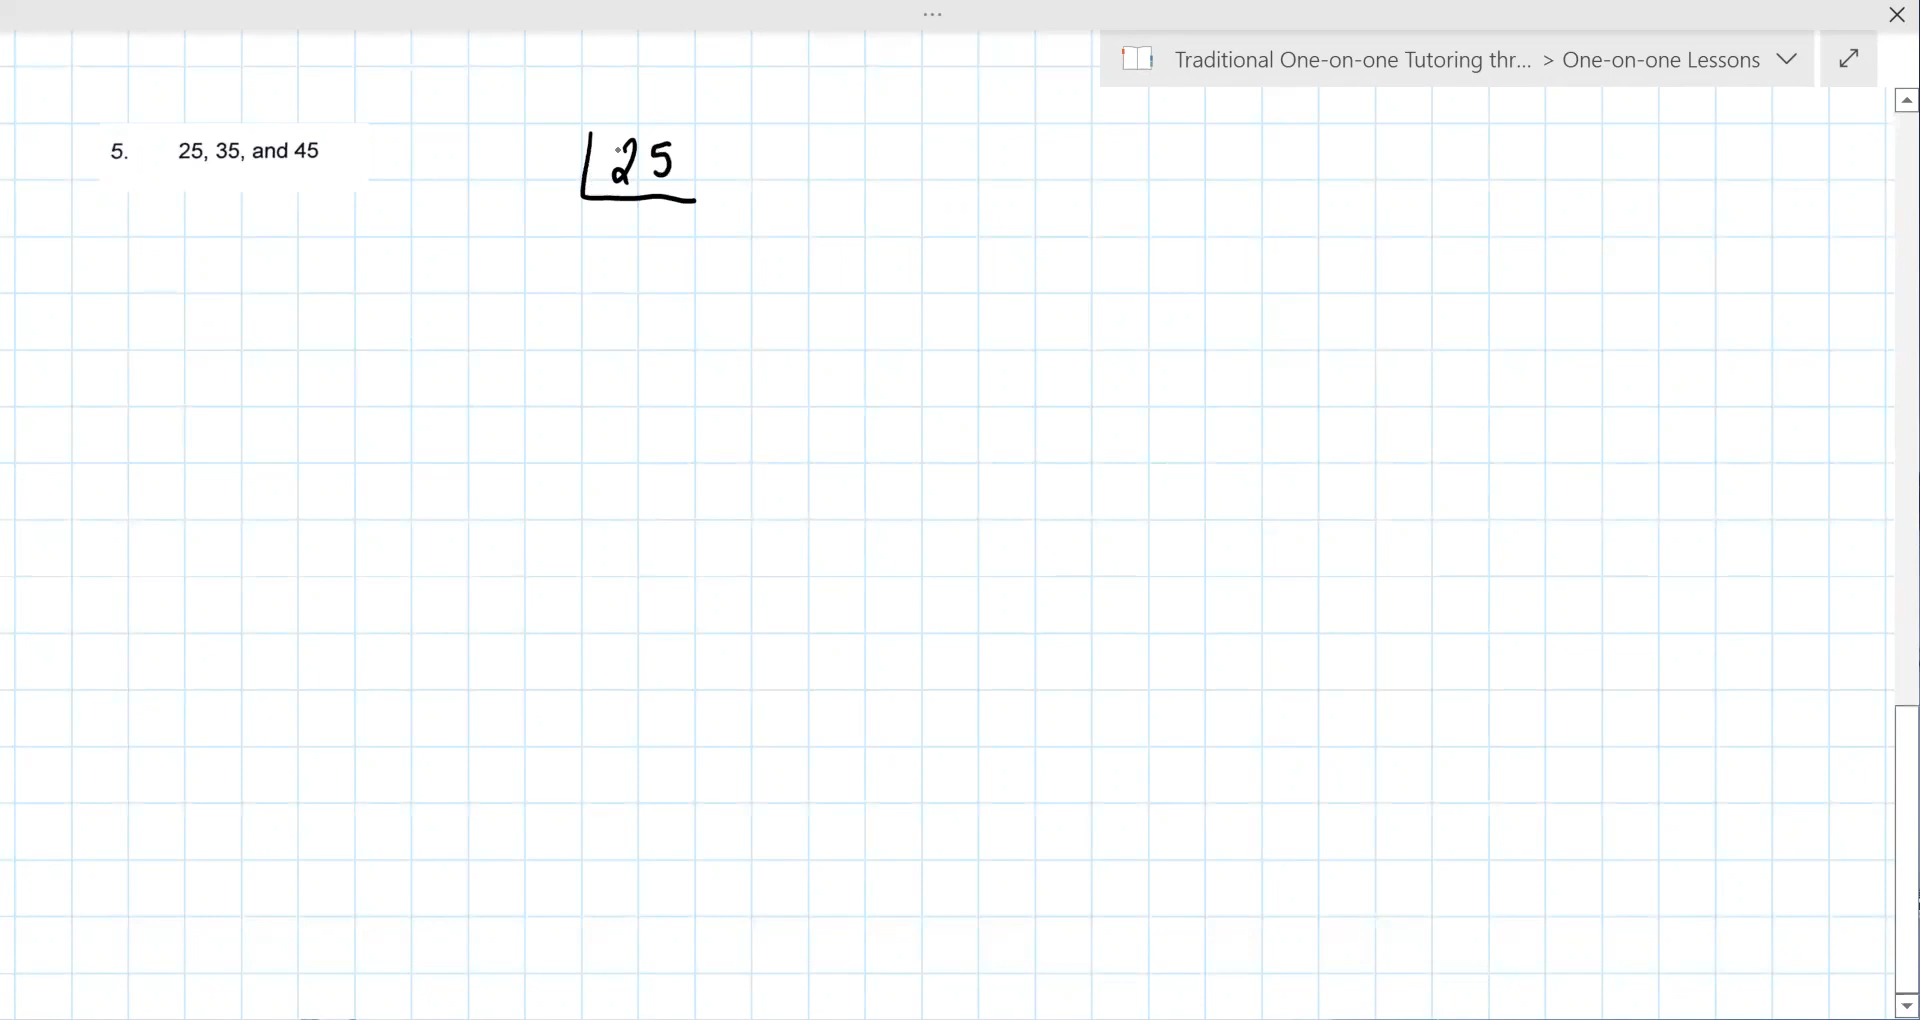 ...
Traditional One-on-one Tutoring thr... > One-on-one Lessons
5. 25, 35, and 45
25